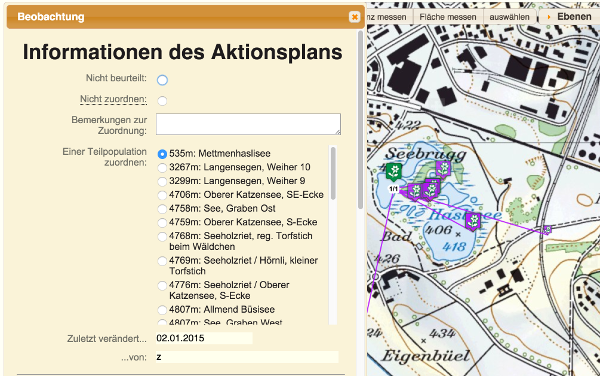 Beobachtung
nz messen Fläche messen auswählen Ebenen
Informationen des Aktionsplans
Nicht beurteilt:
Nicht zuordnen:
Bemerkungen zur
Zuordnung:
Einer Teilpopulation
zuordnen:
535m: Mettmenhaslisee
3267m: Langensegen, Weiher 10
3299m: Langensegen, Weiher 9
4706m: Oberer Katzensee, SE-Ecke
4758m: See, Graben Ost
4759m: Oberer Katzensee, S-Ecke
4768m: Seeholzriet, reg. Torfstich
beim Wäldchen
4769m: Seeholzriet / Hörnli, kleiner
Torfstich
4776m: Seeholzriet / Oberer
Katzensee, S-Ecke
4807m: Allmend Büsisee
4807m: See, Graben West
Zuletzt verändert... 02.01.2015
...von: z
422
Seebrugg
1/1
Haslisee
406
418
Bad
426
434
Eigenbüel